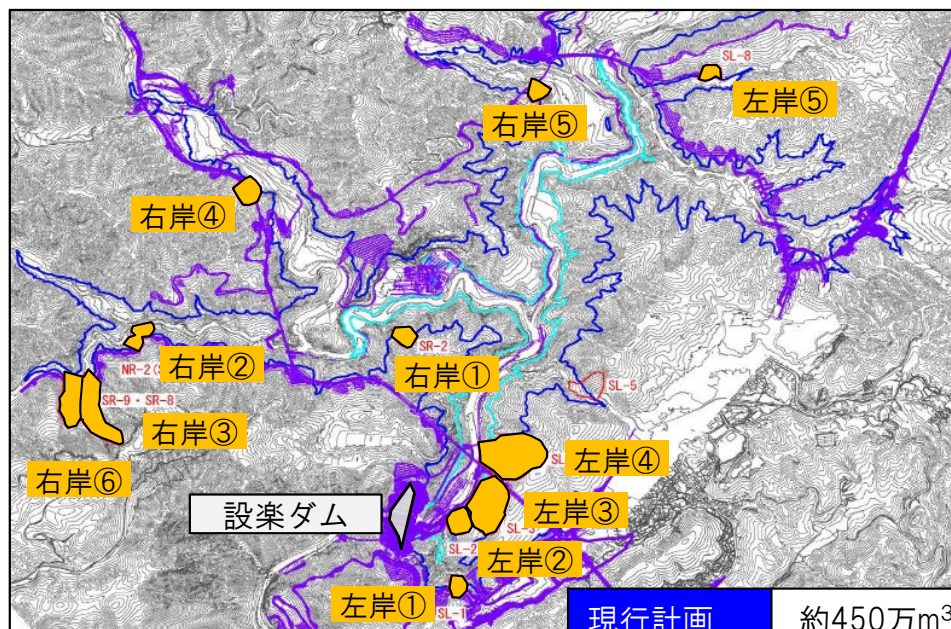 SL-8
左岸⑤
右岸⑤
右岸④
SR-2
右岸①
右岸②
NR-2
SL-5
SR-9・SR-8
右岸③
右岸⑥
左岸④
設楽ダム
左岸③
SL-3
SL-2
左岸②
左岸①
SL-1
現行計画 約450万m³